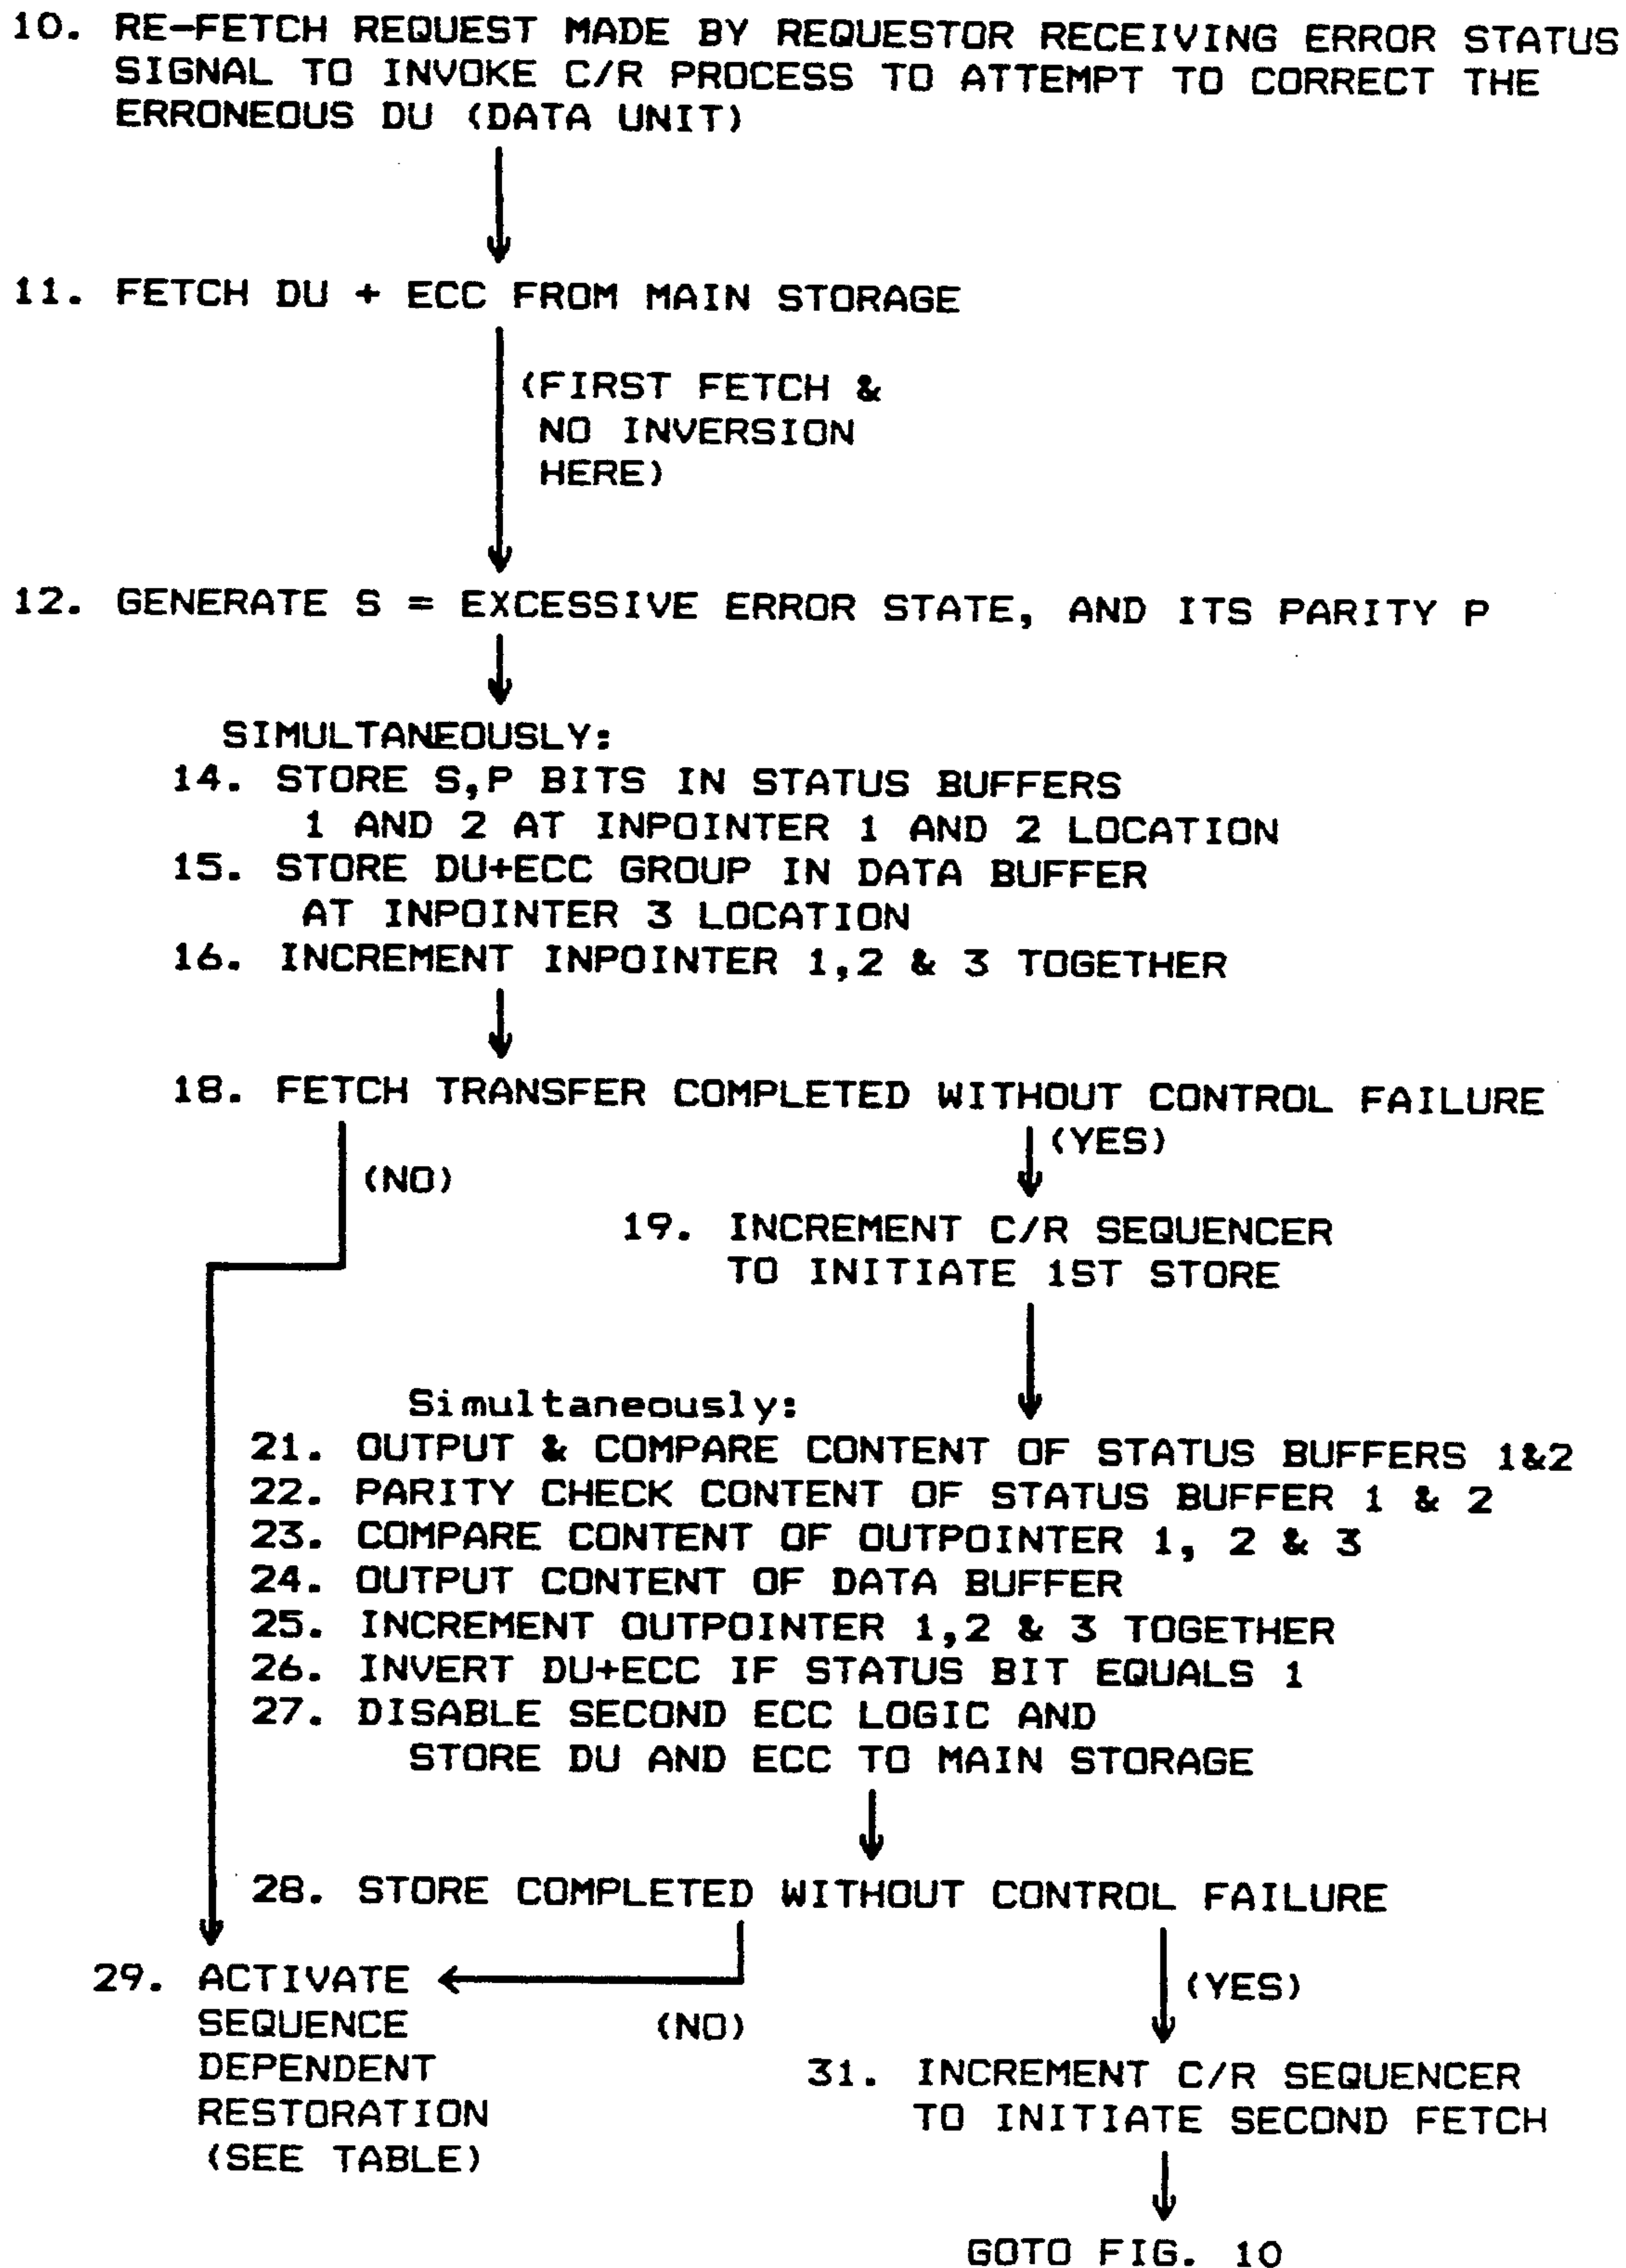 10. RE-FETCH REQUEST MADE BY REQUESTOR RECEIVING ERROR STATUS
SIGNAL TO INVOKE C/R PROCESS TO ATTEMPT TO CORRECT THE
ERRONEOUS DU (DATA UNIT)
11. FETCH DU + ECC FROM MAIN STORAGE
(FIRST FETCH &
NO INVERSION
HERE)
12. GENERATE S = EXCESSIVE ERROR STATE, AND ITS PARITY P
SIMULTANEOUSLY:
14. STORE S,P BITS IN STATUS BUFFERS
1 AND 2 AT INPOINTER 1 AND 2 LOCATION
15. STORE DU+ECC GROUP IN DATA BUFFER
AT INPOINTER 3 LOCATION
16. INCREMENT INPOINTER 1,2 & 3 TOGETHER
18. FETCH TRANSFER COMPLETED WITHOUT CONTROL FAILURE
(YES)
(NO)
19. INCREMENT C/R SEQUENCER
TO INITIATE 1ST STORE
Simultaneously:
21. OUTPUT & COMPARE CONTENT OF STATUS BUFFERS 1&2
22. PARITY CHECK CONTENT OF STATUS BUFFER 1 & 2
23. COMPARE CONTENT OF OUTPOINTER 1, 2 & 3
24. OUTPUT CONTENT OF DATA BUFFER
25. INCREMENT OUTPOINTER 1,2 & 3 TOGETHER
26. INVERT DU+ECC IF STATUS BIT EQUALS 1
27. DISABLE SECOND ECC LOGIC AND
STORE DU AND ECC TO MAIN STORAGE
28. STORE COMPLETED WITHOUT CONTROL FAILURE
29. ACTIVATE
SEQUENCE
DEPENDENT
RESTORATION
(SEE TABLE)
(NO)
(YES)
31. INCREMENT C/R SEQUENCER
TO INITIATE SECOND FETCH
GOTO FIG. 10